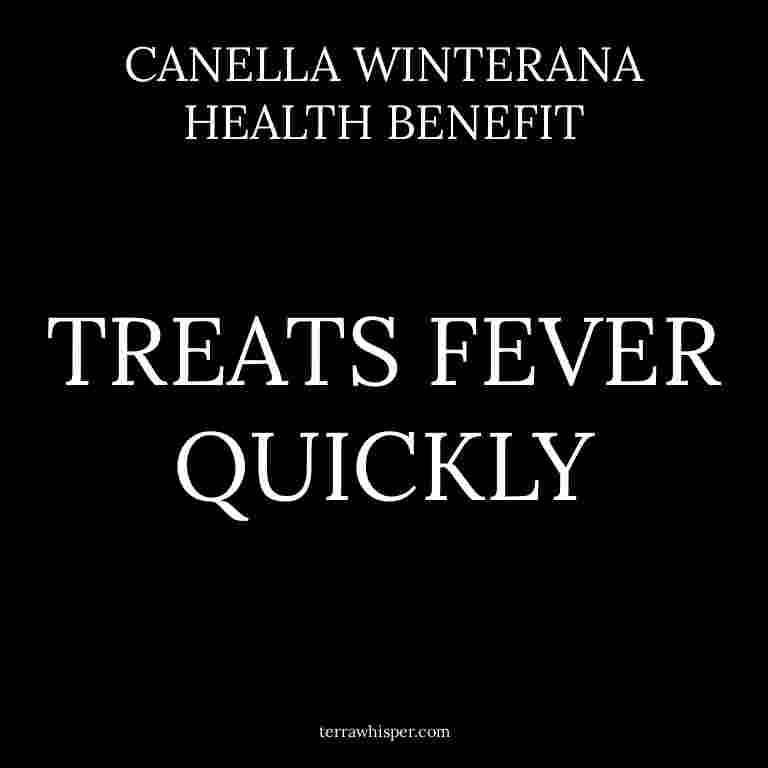 CANELLA WINTERANA
HEALTH BENEFIT
TREATS FEVER
QUICKLY
terrawhisper.com